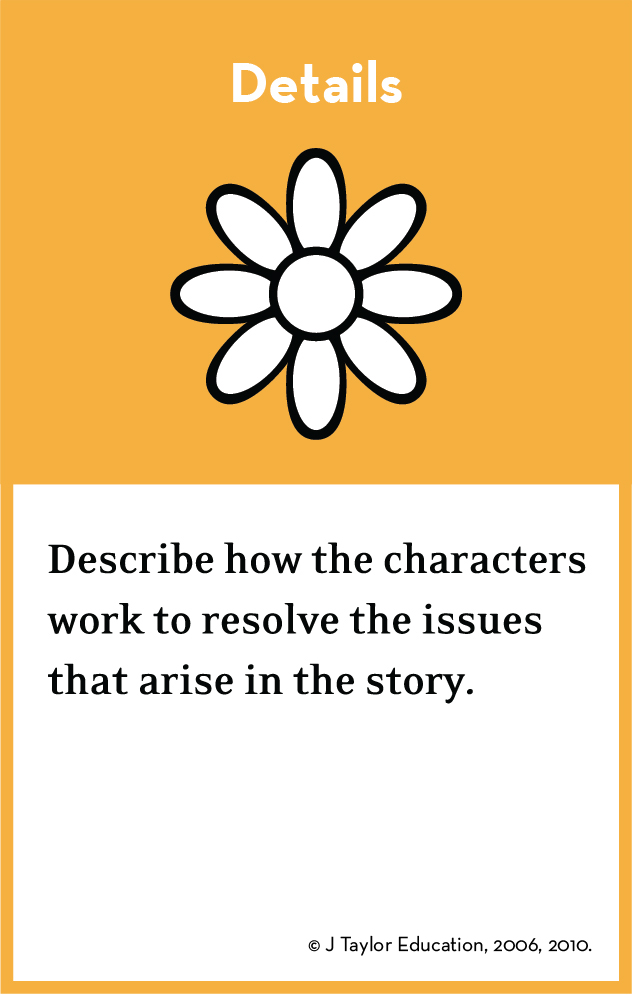 Details
Describe how the characters
work to resolve the issues
that arise in the story.
© J Taylor Education, 2006, 2010.